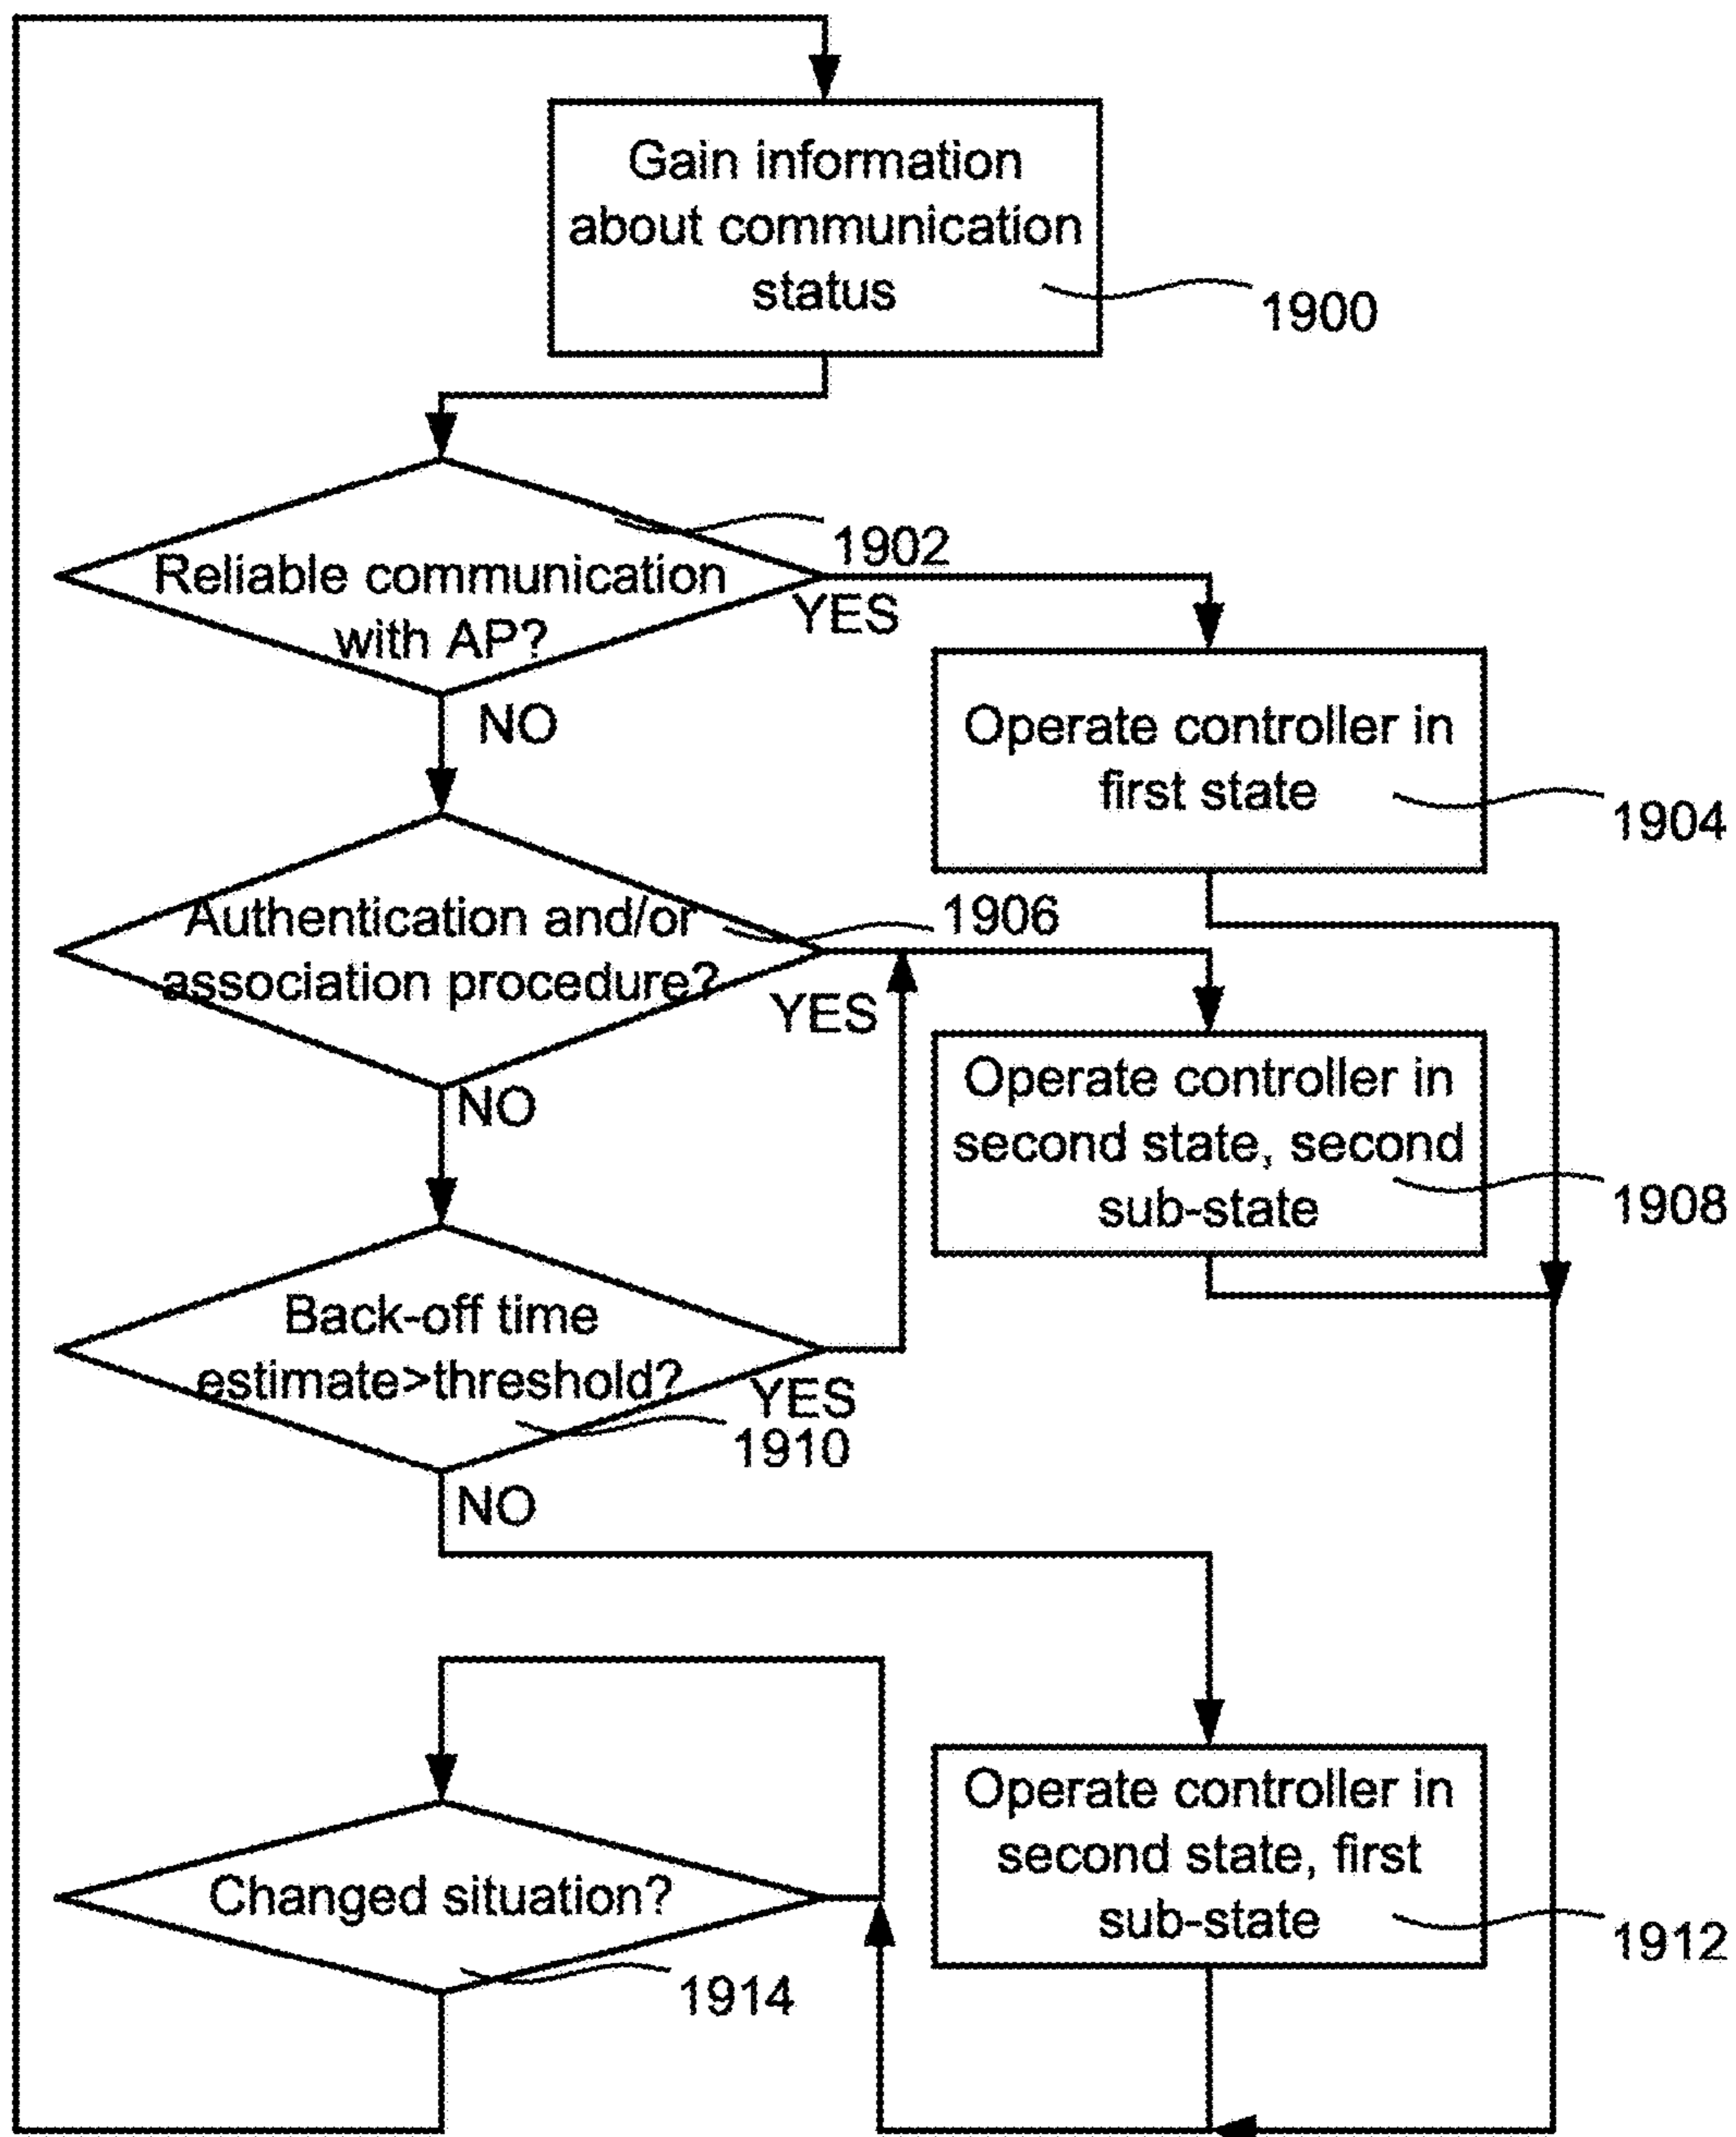 Gain information
about communication
status
1900
1902
Reliable communication
with AP?
YES
NO
Operate controller in
first state
1904
Authentication and/or
association procedure?
1906
YES
NO
Operate controller in
second state, second
sub-state
1908
Back-off time
estimate>threshold?
YES
1910
NO
Operate controller in
second state, first
sub-state
1912
Changed situation?
1914